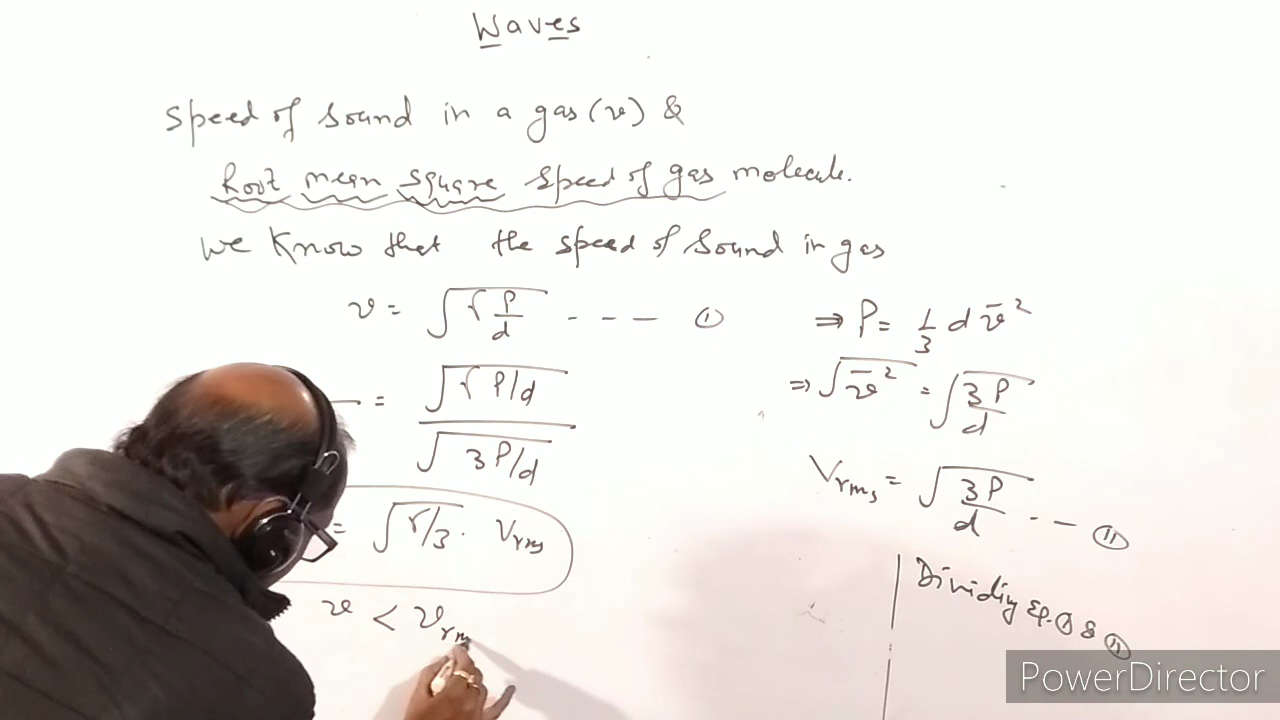 Waves
Speed of Sound in a gas (v) &
Root mean square speed of gas molecule.
we know that the speed of sound in gas
v = √γ P/d - - - ①
= √γ P/d / √3P/d
= √γ/3 . Vrms
v < vrm
⇒ P = 1/3 d v̄²
⇒ √v̄² = √3P/d
Vrms = √3P/d - - - ⑪
Dividing Eq. ① & ⑪
PowerDirector